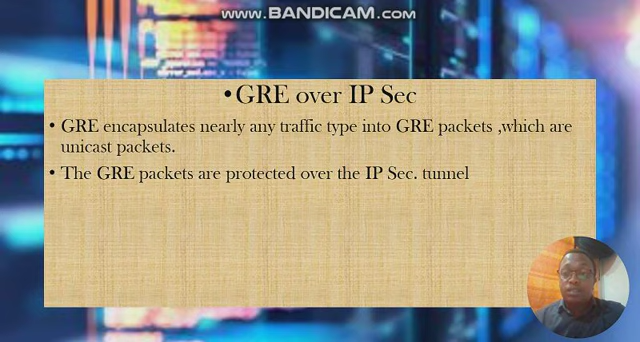 www.BANDICAM.com
•GRE over IP Sec
• GRE encapsulates nearly any traffic type into GRE packets ,which are
unicast packets.
• The GRE packets are protected over the IP Sec. tunnel